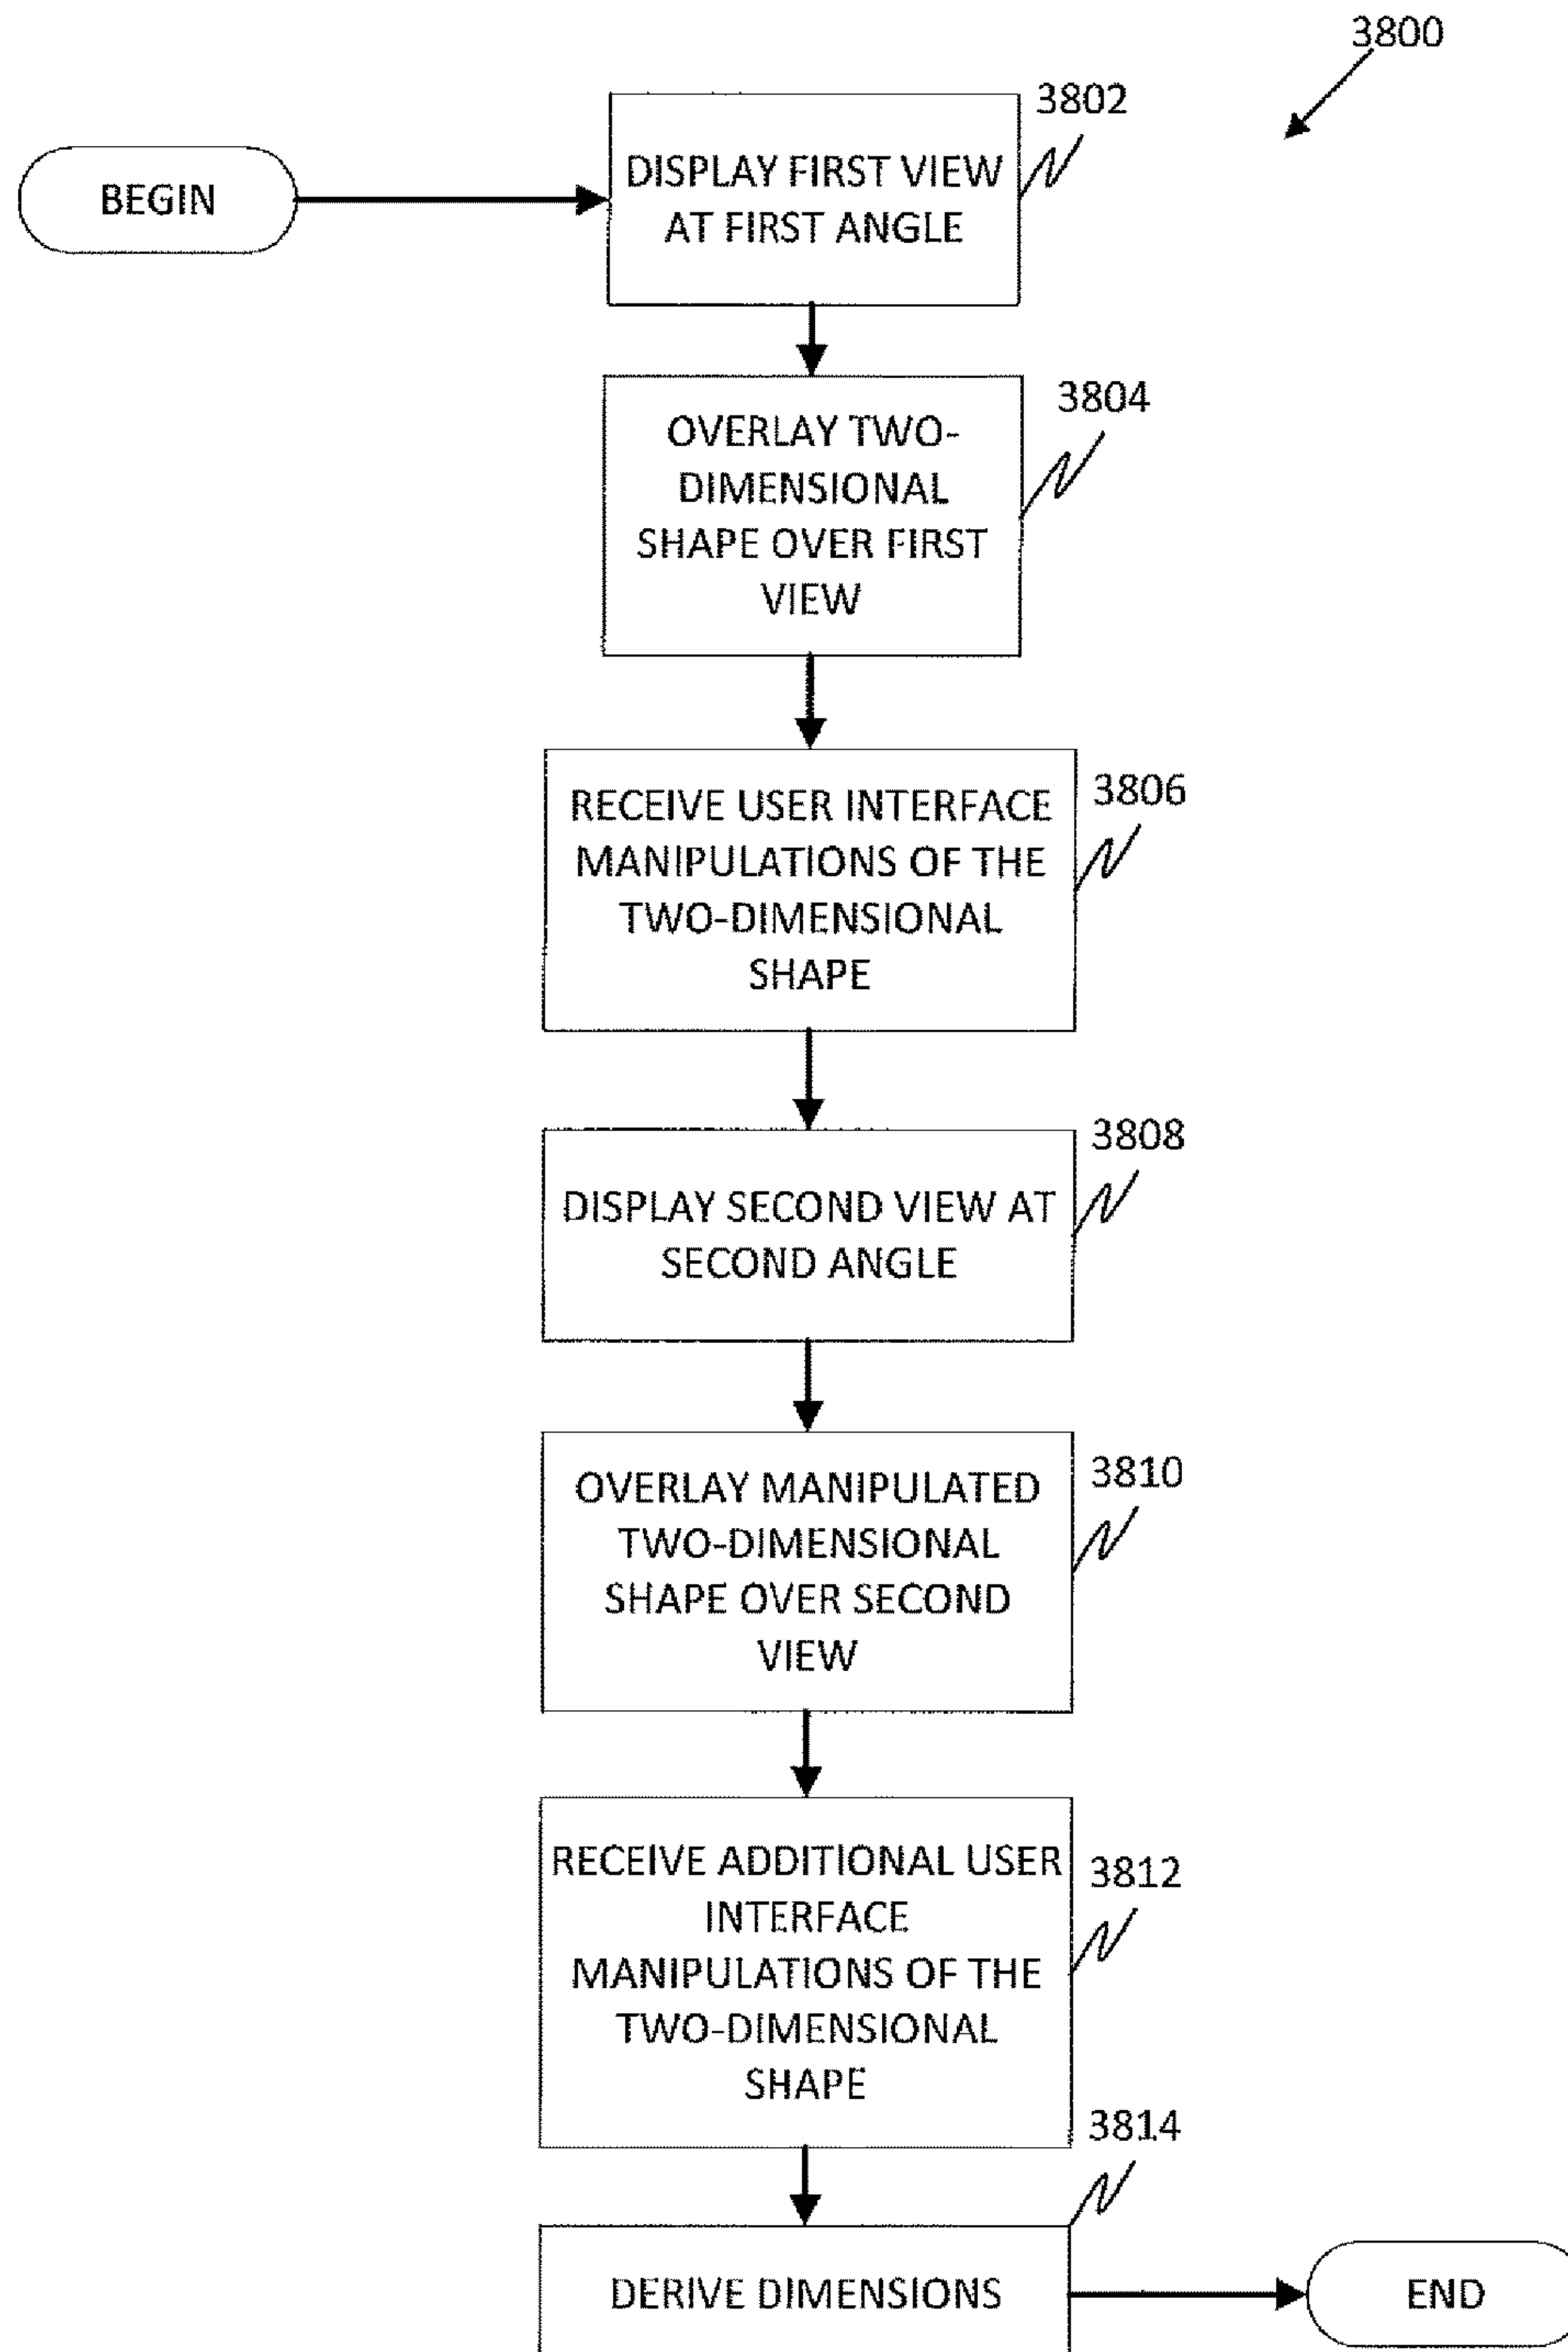 3800
3802
BEGIN
DISPLAY FIRST VIEW
AT FIRST ANGLE
3804
OVERLAY TWO-
DIMENSIONAL
SHAPE OVER FIRST
VIEW
3806
RECEIVE USER INTERFACE
MANIPULATIONS OF THE
TWO-DIMENSIONAL
SHAPE
3808
DISPLAY SECOND VIEW AT
SECOND ANGLE
3810
OVERLAY MANIPULATED
TWO-DIMENSIONAL
SHAPE OVER SECOND
VIEW
3812
RECEIVE ADDITIONAL USER
INTERFACE
MANIPULATIONS OF THE
TWO-DIMENSIONAL
SHAPE
3814
DERIVE DIMENSIONS
END